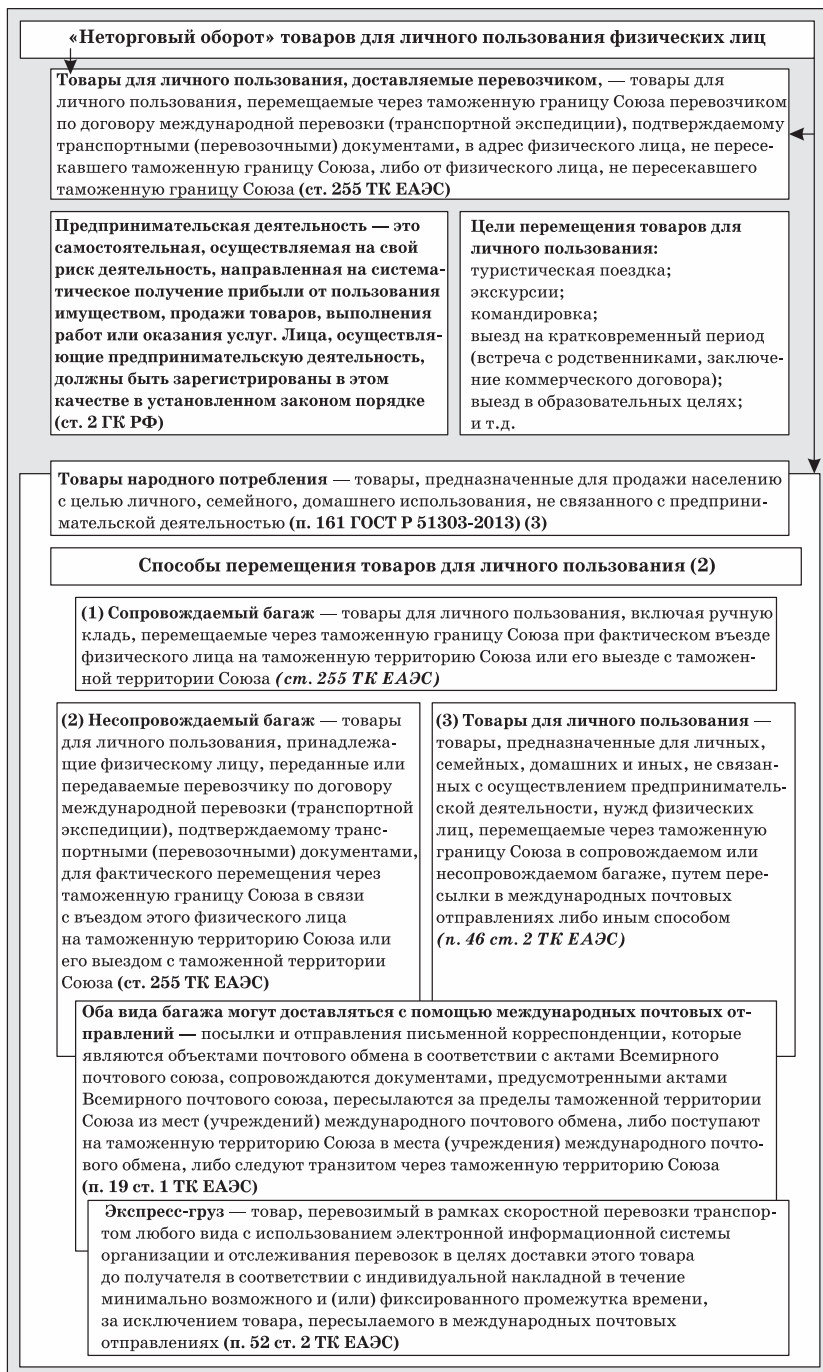 «Неторговый оборот» товаров для личного пользования физических лиц
Товары для личного пользования, доставляемые перевозчиком, — товары для
личного пользования, перемещаемые через таможенную границу Союза перевозчиком
по договору международной перевозки (транспортной экспедиции), подтверждаемому
транспортными (перевозочными) документами, в адрес физического лица, не пересе-
кавшего таможенную границу Союза, либо от физического лица, не пересекавшего
таможенную границу Союза (ст. 255 ТК ЕАЭС)
Предпринимательская деятельность — это
самостоятельная, осуществляемая на свой
риск деятельность, направленная на система-
тическое получение прибыли от пользования
имуществом, продажи товаров, выполнения
работ или оказания услуг. Лица, осуществля-
ющие предпринимательскую деятельность,
должны быть зарегистрированы в этом
качестве в установленном законом порядке
(ст. 2 ГК РФ)
Цели перемещения товаров для
личного пользования:
туристическая поездка;
экскурсии;
командировка;
выезд на кратковременный период
(встреча с родственниками, заключе-
ние коммерческого договора);
выезд в образовательных целях;
и т.д.
Товары народного потребления — товары, предназначенные для продажи населению
с целью личного, семейного, домашнего использования, не связанного с предприни-
мательской деятельностью (п. 161 ГОСТ Р 51303-2013) (3)
Способы перемещения товаров для личного пользования (2)
(1) Сопровождаемый багаж — товары для личного пользования, включая ручную
кладь, перемещаемые через таможенную границу Союза при фактическом въезде
физического лица на таможенную территорию Союза или его выезде с таможен-
ной территории Союза (ст. 255 ТК ЕАЭС)
(2) Несопровождаемый багаж — товары
для личного пользования, принадлежа-
щие физическому лицу, переданные или
передаваемые перевозчику по договору
международной перевозки (транспортной
экспедиции), подтверждаемому транс-
портными (перевозочными) документами,
для фактического перемещения через
таможенную границу Союза в связи
с въездом этого физического лица
на таможенную территорию Союза или
его выездом с таможенной территории
Союза (ст. 255 ТК ЕАЭС)
(3) Товары для личного пользования —
товары, предназначенные для личных,
семейных, домашних и иных, не связан-
ных с осуществлением предприниматель-
ской деятельности, нужд физических
лиц, перемещаемые через таможенную
границу Союза в сопровождаемом или
несопровождаемом багаже, путем пере-
сылки в международных почтовых
отправлениях либо иным способом
(п. 46 ст. 2 ТК ЕАЭС)
Оба вида багажа могут доставляться с помощью международных почтовых от-
правлений — посылки и отправления письменной корреспонденции, которые
являются объектами почтового обмена в соответствии с актами Всемирного
почтового союза, сопровождаются документами, предусмотренными актами
Всемирного почтового союза, пересылаются за пределы таможенной территории
Союза из мест (учреждений) международного почтового обмена, либо поступают
на таможенную территорию Союза в места (учреждения) международного почто-
вого обмена, либо следуют транзитом через таможенную территорию Союза
(п. 19 ст. 1 ТК ЕАЭС)
Экспресс-груз — товар, перевозимый в рамках скоростной перевозки транспор-
том любого вида с использованием электронной информационной системы
организации и отслеживания перевозок в целях доставки этого товара
до получателя в соответствии с индивидуальной накладной в течение
минимально возможного и (или) фиксированного промежутка времени,
за исключением товара, пересылаемого в международных почтовых
отправлениях (п. 52 ст. 2 ТК ЕАЭС)